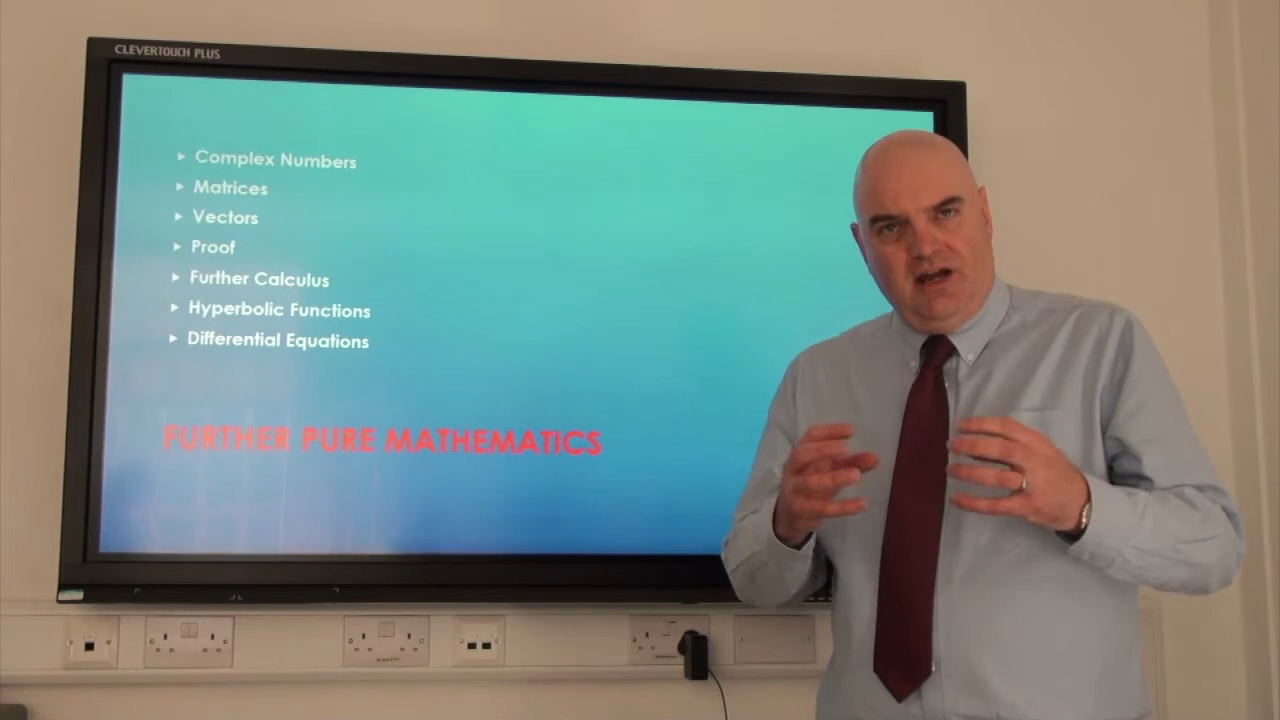 CLEVERTOUCH PLUS
Complex Numbers
Matrices
Vectors
Proof
Further Calculus
Hyperbolic Functions
Differential Equations
FURTHER PURE MATHEMATICS